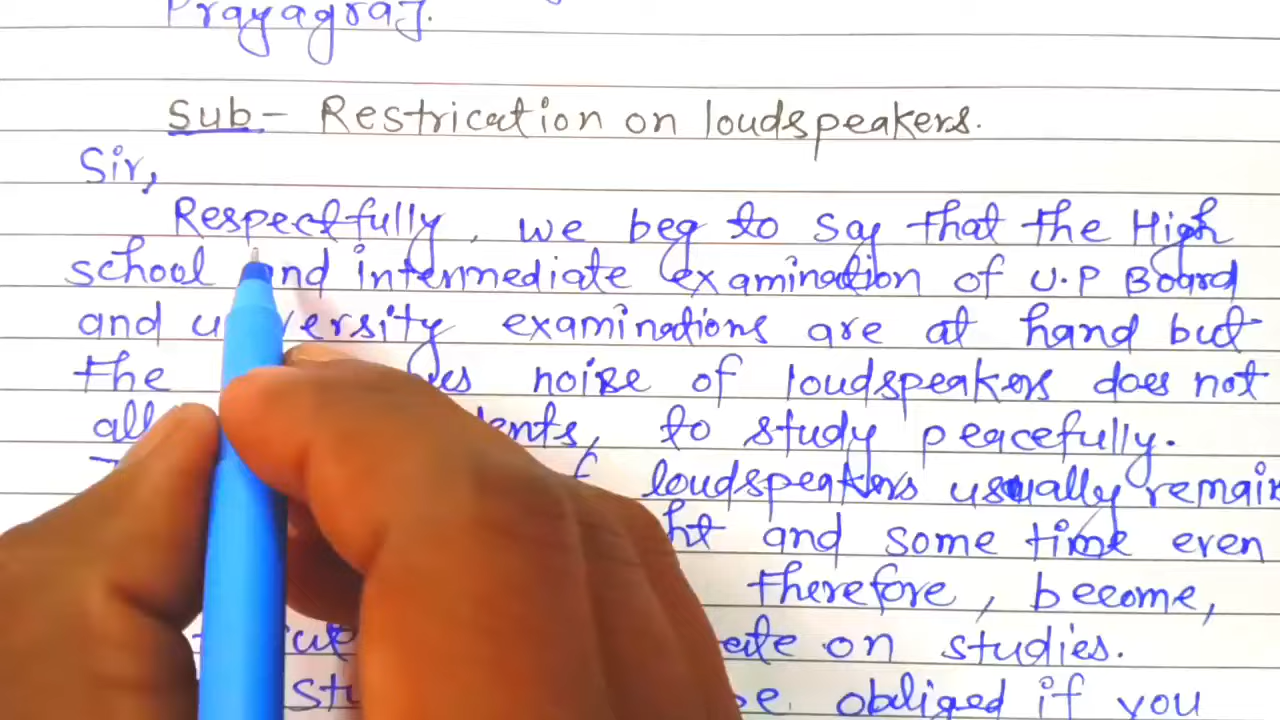 Prayagraj.
Sub- Restrication on loudspeakers.
Sir,
Respectfully, we beg to say that the High
school and intermediate examination of U.P Board
and university examinations are at hand but
the noise of loudspeakers does not
to study peacefully.
loudspeakers usually remain
and some time even
therefore, become,
on studies.
obliged if you